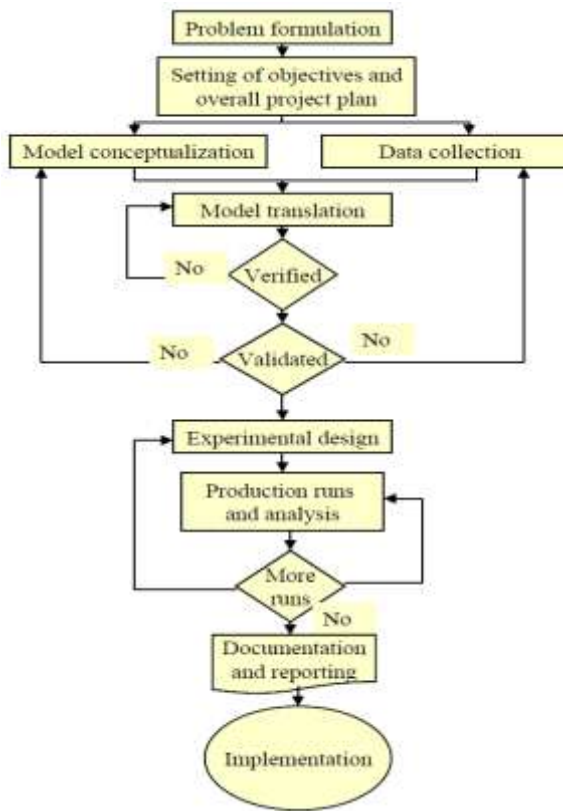 Problem formulation
Setting of objectives and
overall project plan
Model conceptualization
Data collection
Model translation
No
Verified
No
Validated
No
Experimental design
Production runs
and analysis
More
runs
No
Documentation
and reporting
Implementation